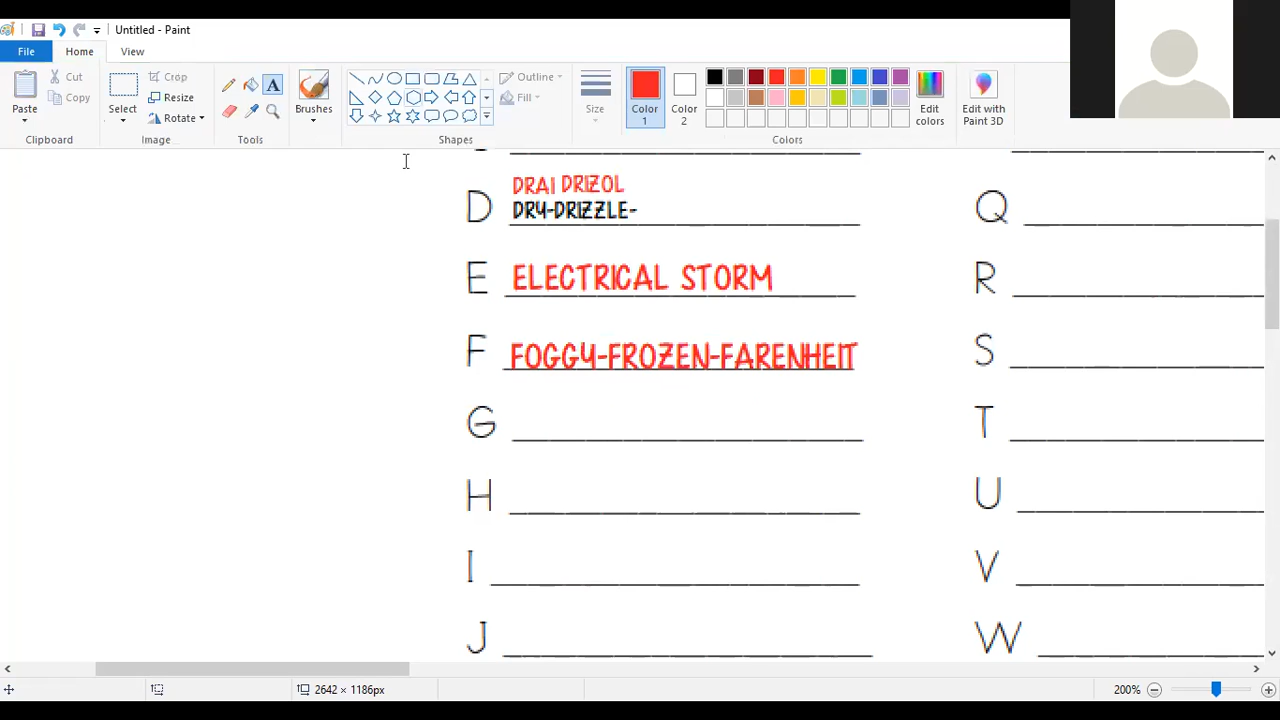 Untitled - Paint
File Home View
Paste Cut Copy Clipboard
Select Crop Resize Rotate Image
A Tools
Brushes
Shapes Outline Fill
Size
Color 1 Color 2 Colors
Edit colors
Edit with Paint 3D
DRAI DRIZOL
D DRY-DRIZZLE-
E ELECTRICAL STORM
F FOGGY-FROZEN-FARENHEIT
G
H
I
J
Q
R
S
T
U
V
W
2642 × 1186px
200%